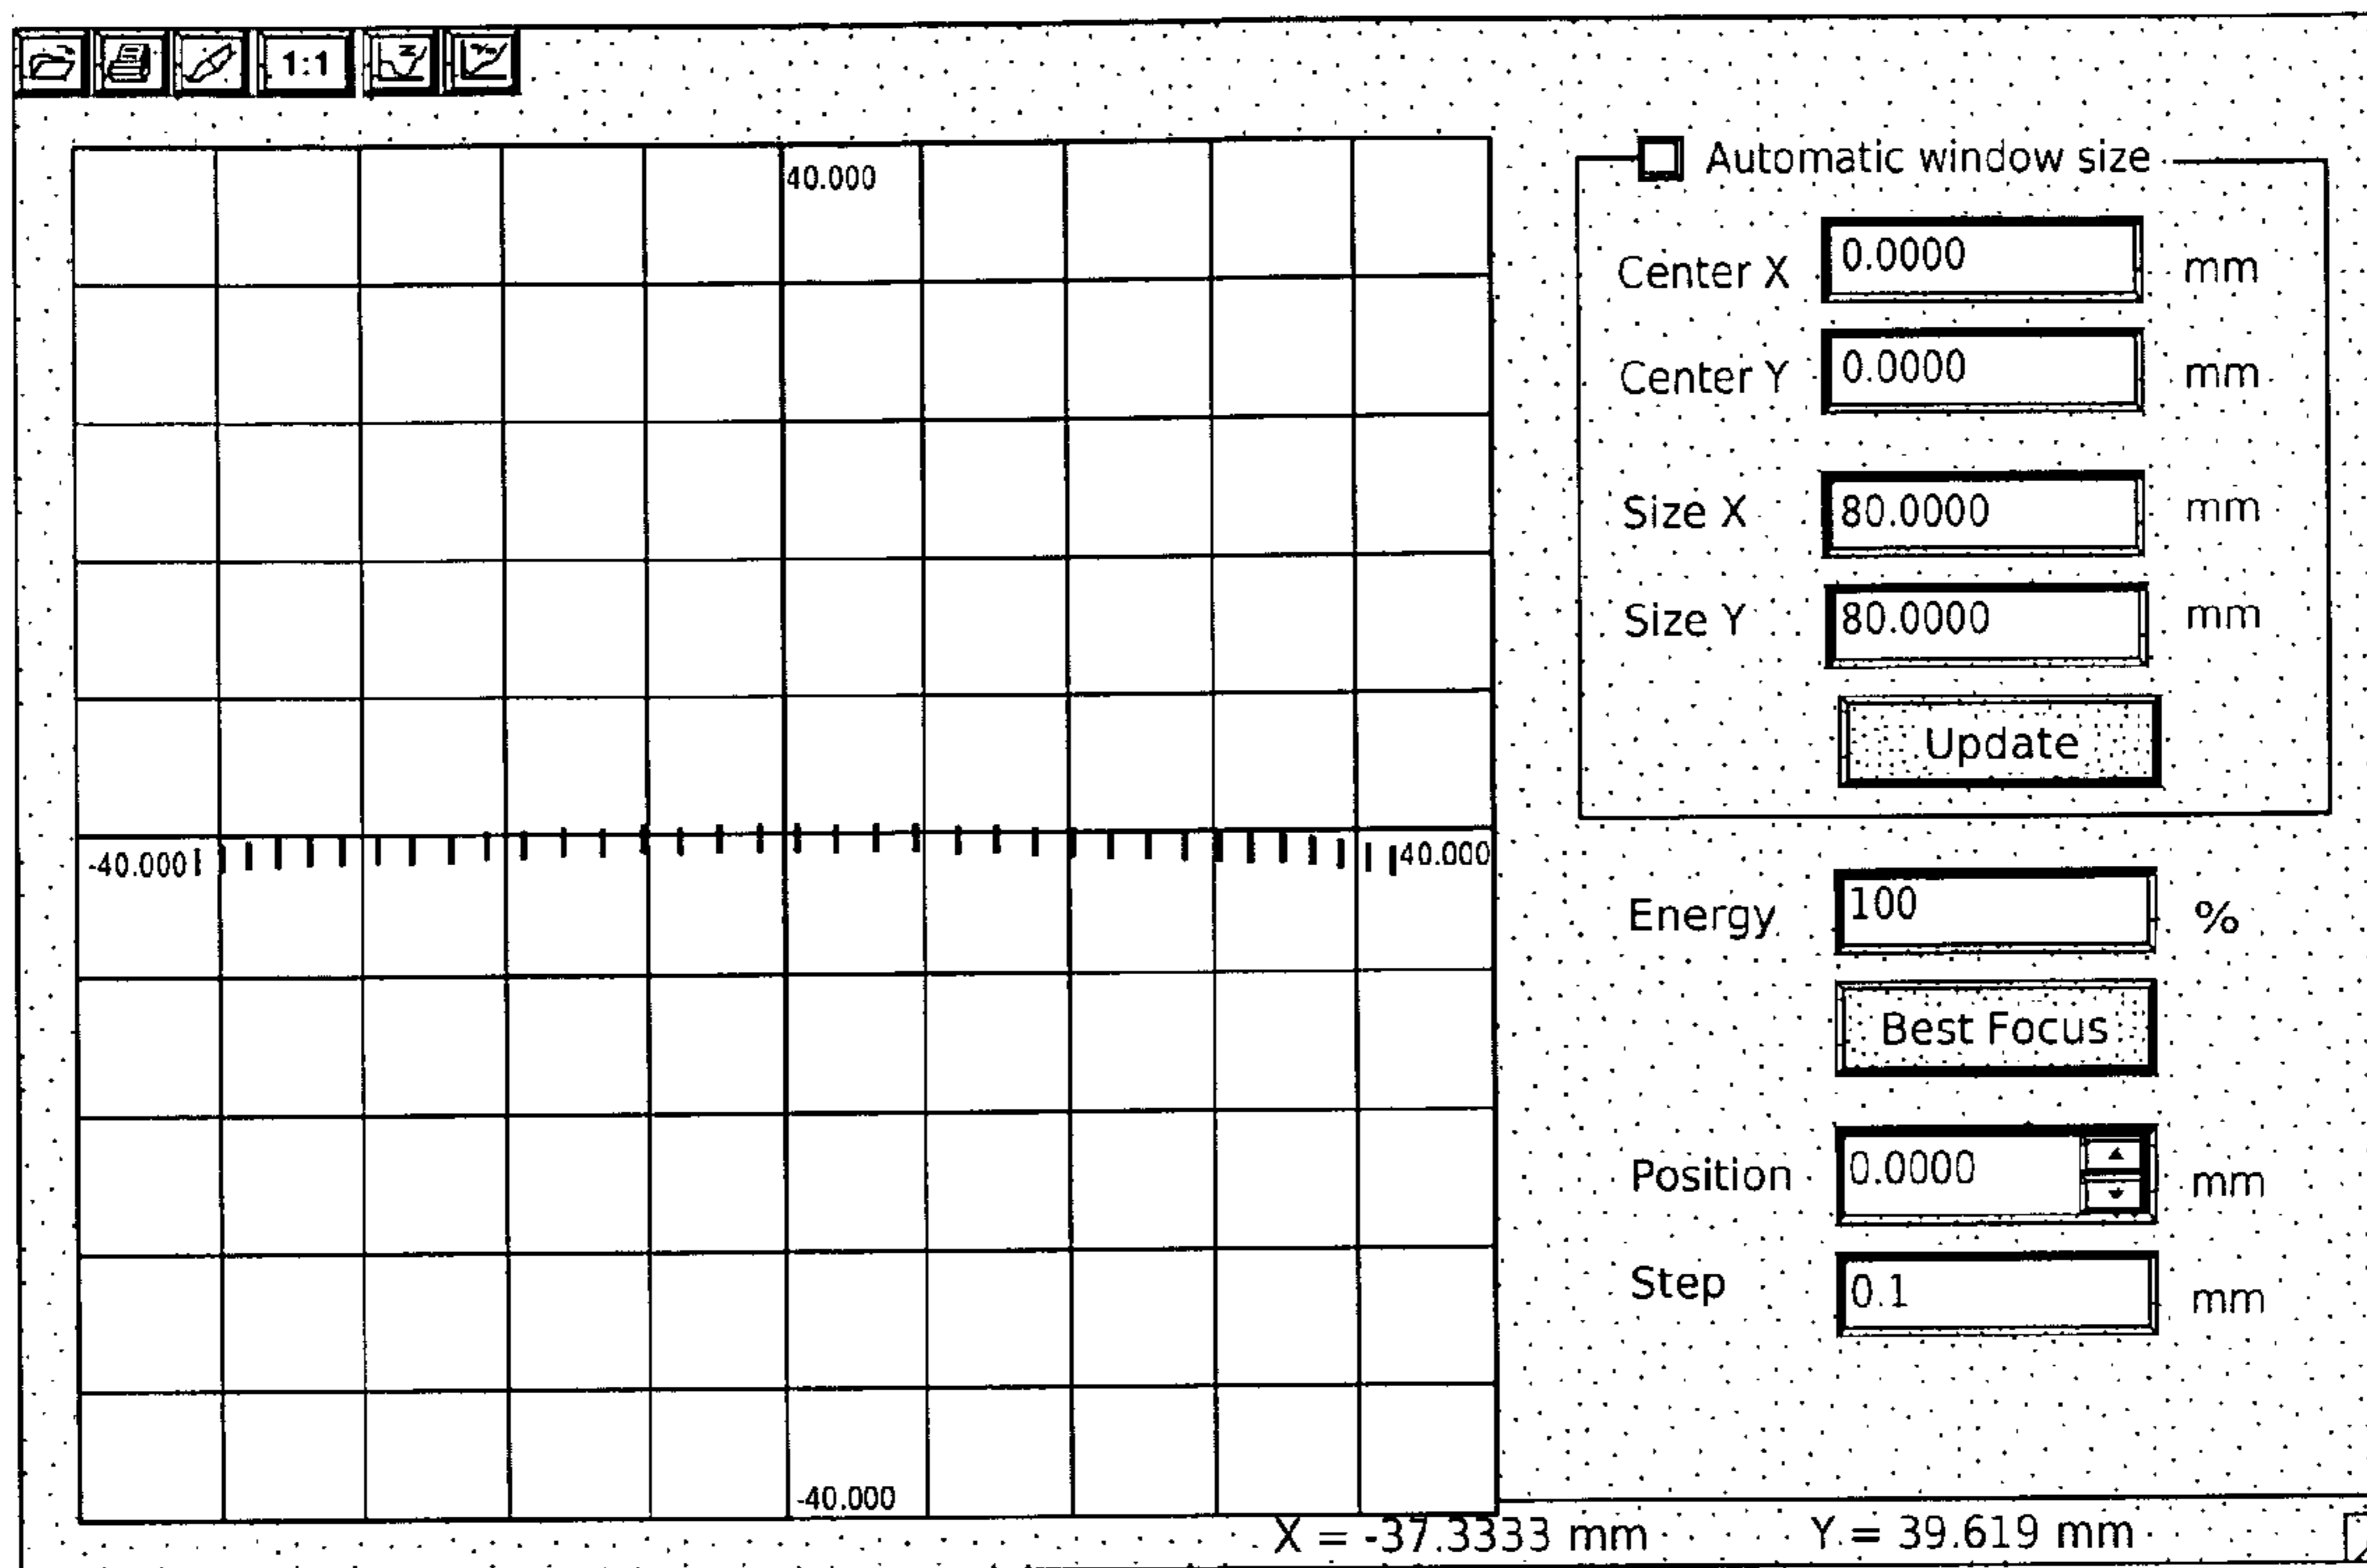 1:1
40.000
-40.000
40.000
-40.000
Automatic window size
Center X 0.0000 mm
Center Y 0.0000 mm
Size X 80.0000 mm
Size Y 80.0000 mm
Update
Energy 100 %
Best Focus
Position 0.0000 mm
Step 0.1 mm
X = -37.3333 mm Y = 39.619 mm